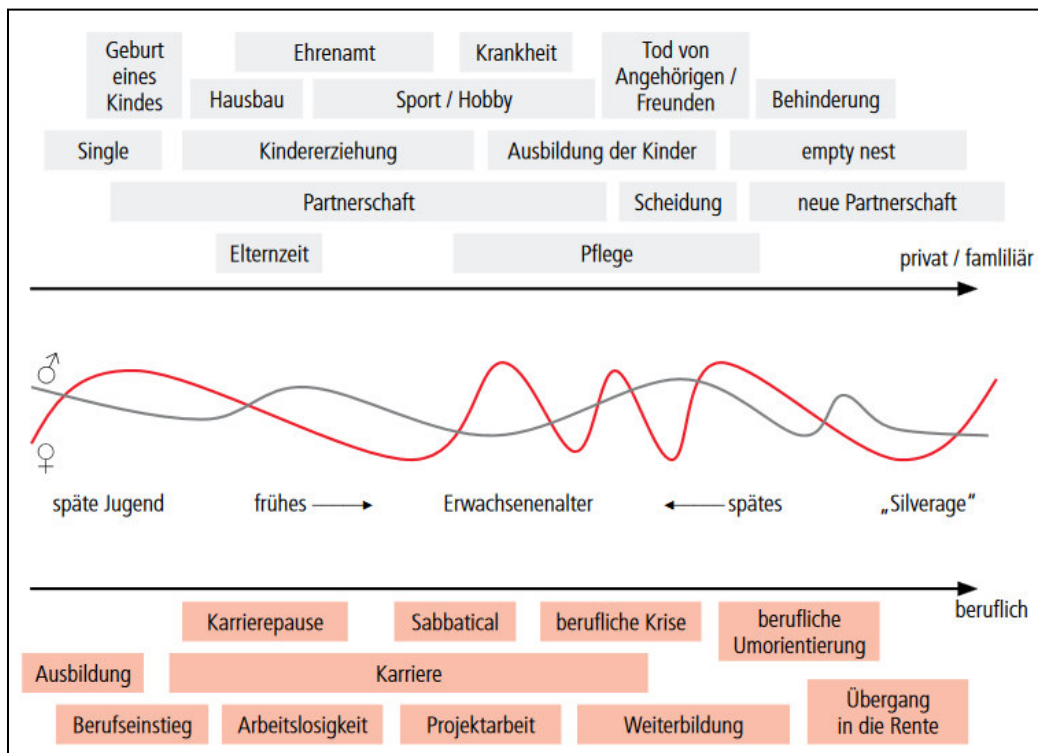 Geburt
eines
Kindes
Ehrenamt
Krankheit
Tod von
Angehörigen /
Freunden
Hausbau
Sport / Hobby
Behinderung
Single
Kindererziehung
Ausbildung der Kinder
empty nest
Partnerschaft
Scheidung
neue Partnerschaft
Elternzeit
Pflege
privat / famliliär
♂
♀
späte Jugend
frühes
Erwachsenenalter
spätes
„Silverage“
beruflich
Karrierepause
Sabbatical
berufliche Krise
berufliche
Umorientierung
Ausbildung
Karriere
Berufseinstieg
Arbeitslosigkeit
Projektarbeit
Weiterbildung
Übergang
in die Rente